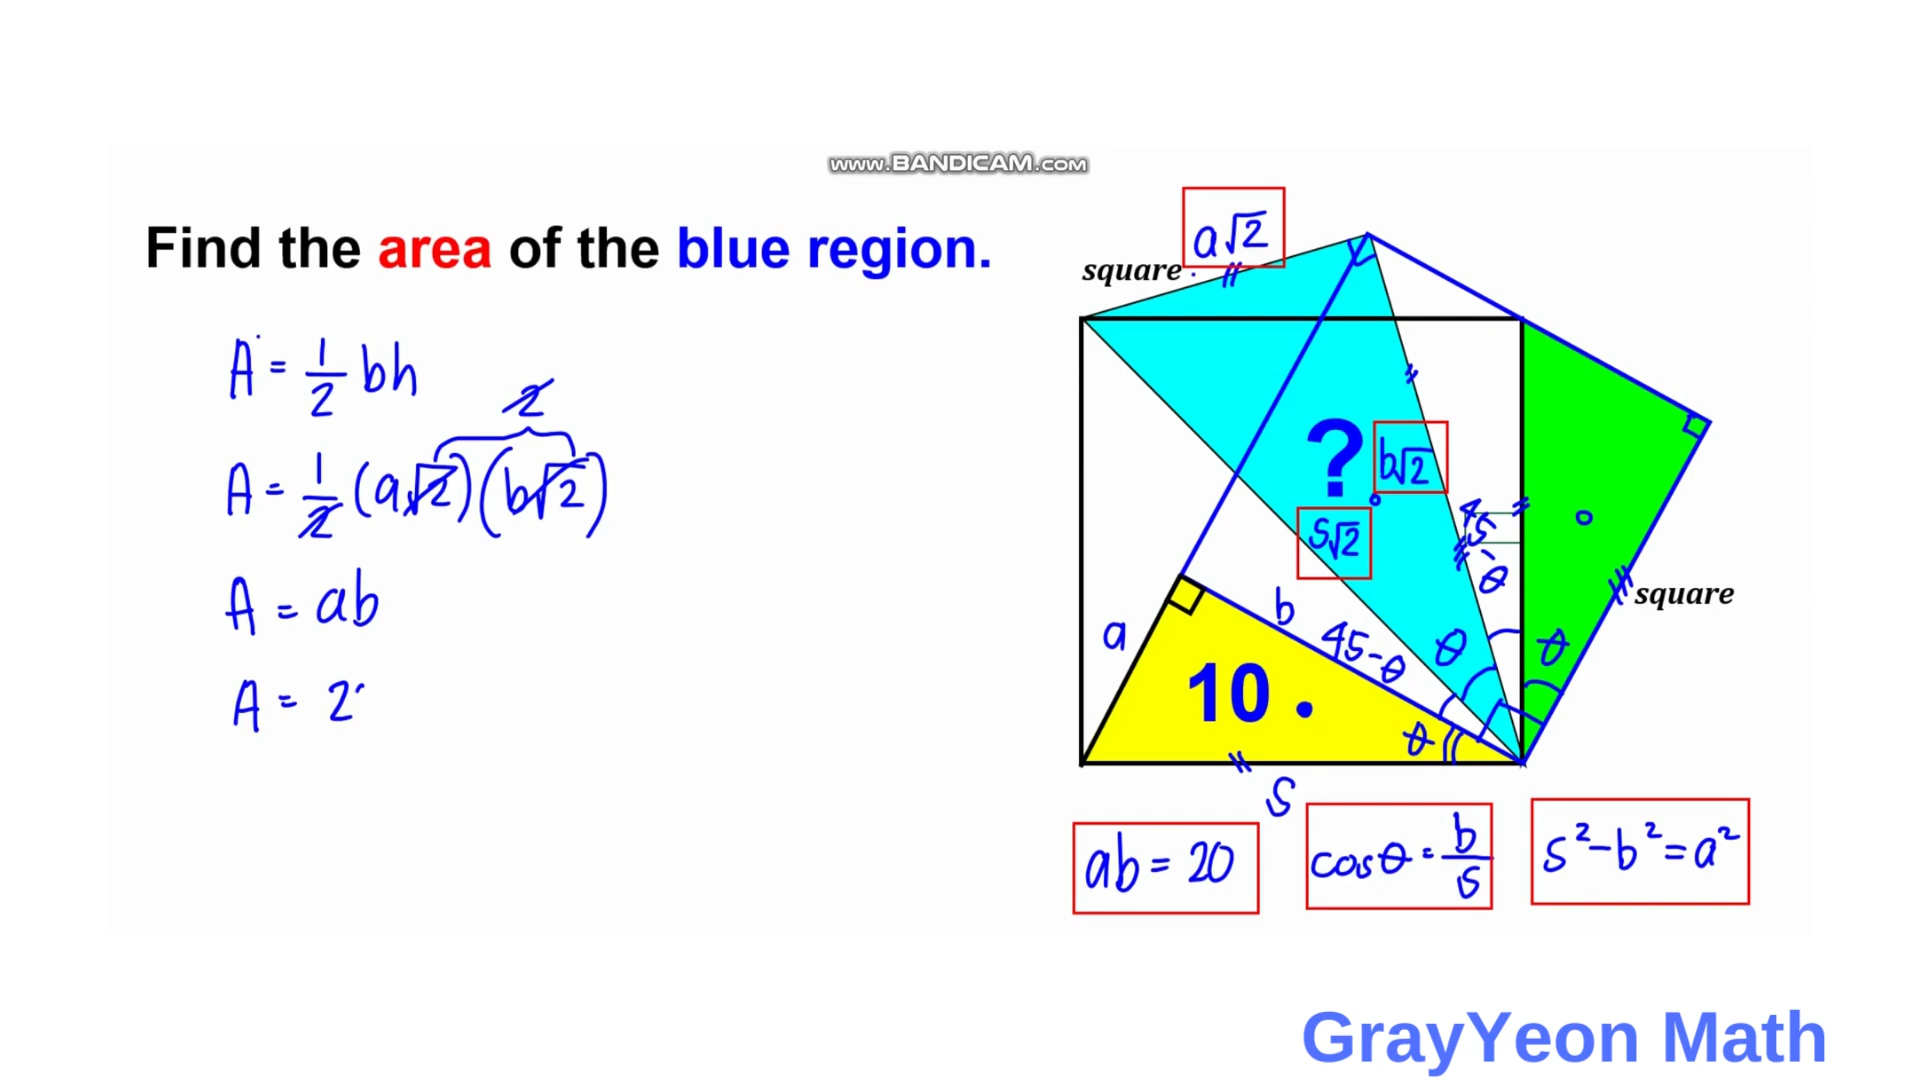 www.BANDICAM.com
Find the area of the blue region.
A = 1/2 bh
2
A = 1/2 (a√2)(b√2)
A = ab
A = 2
a√2
square
?
b√2
s√2
45-θ
square
a
b
45-θ
θ
θ
10
θ
s
ab = 20
cosθ = b/s
s²-b² = a²
GrayYeon Math